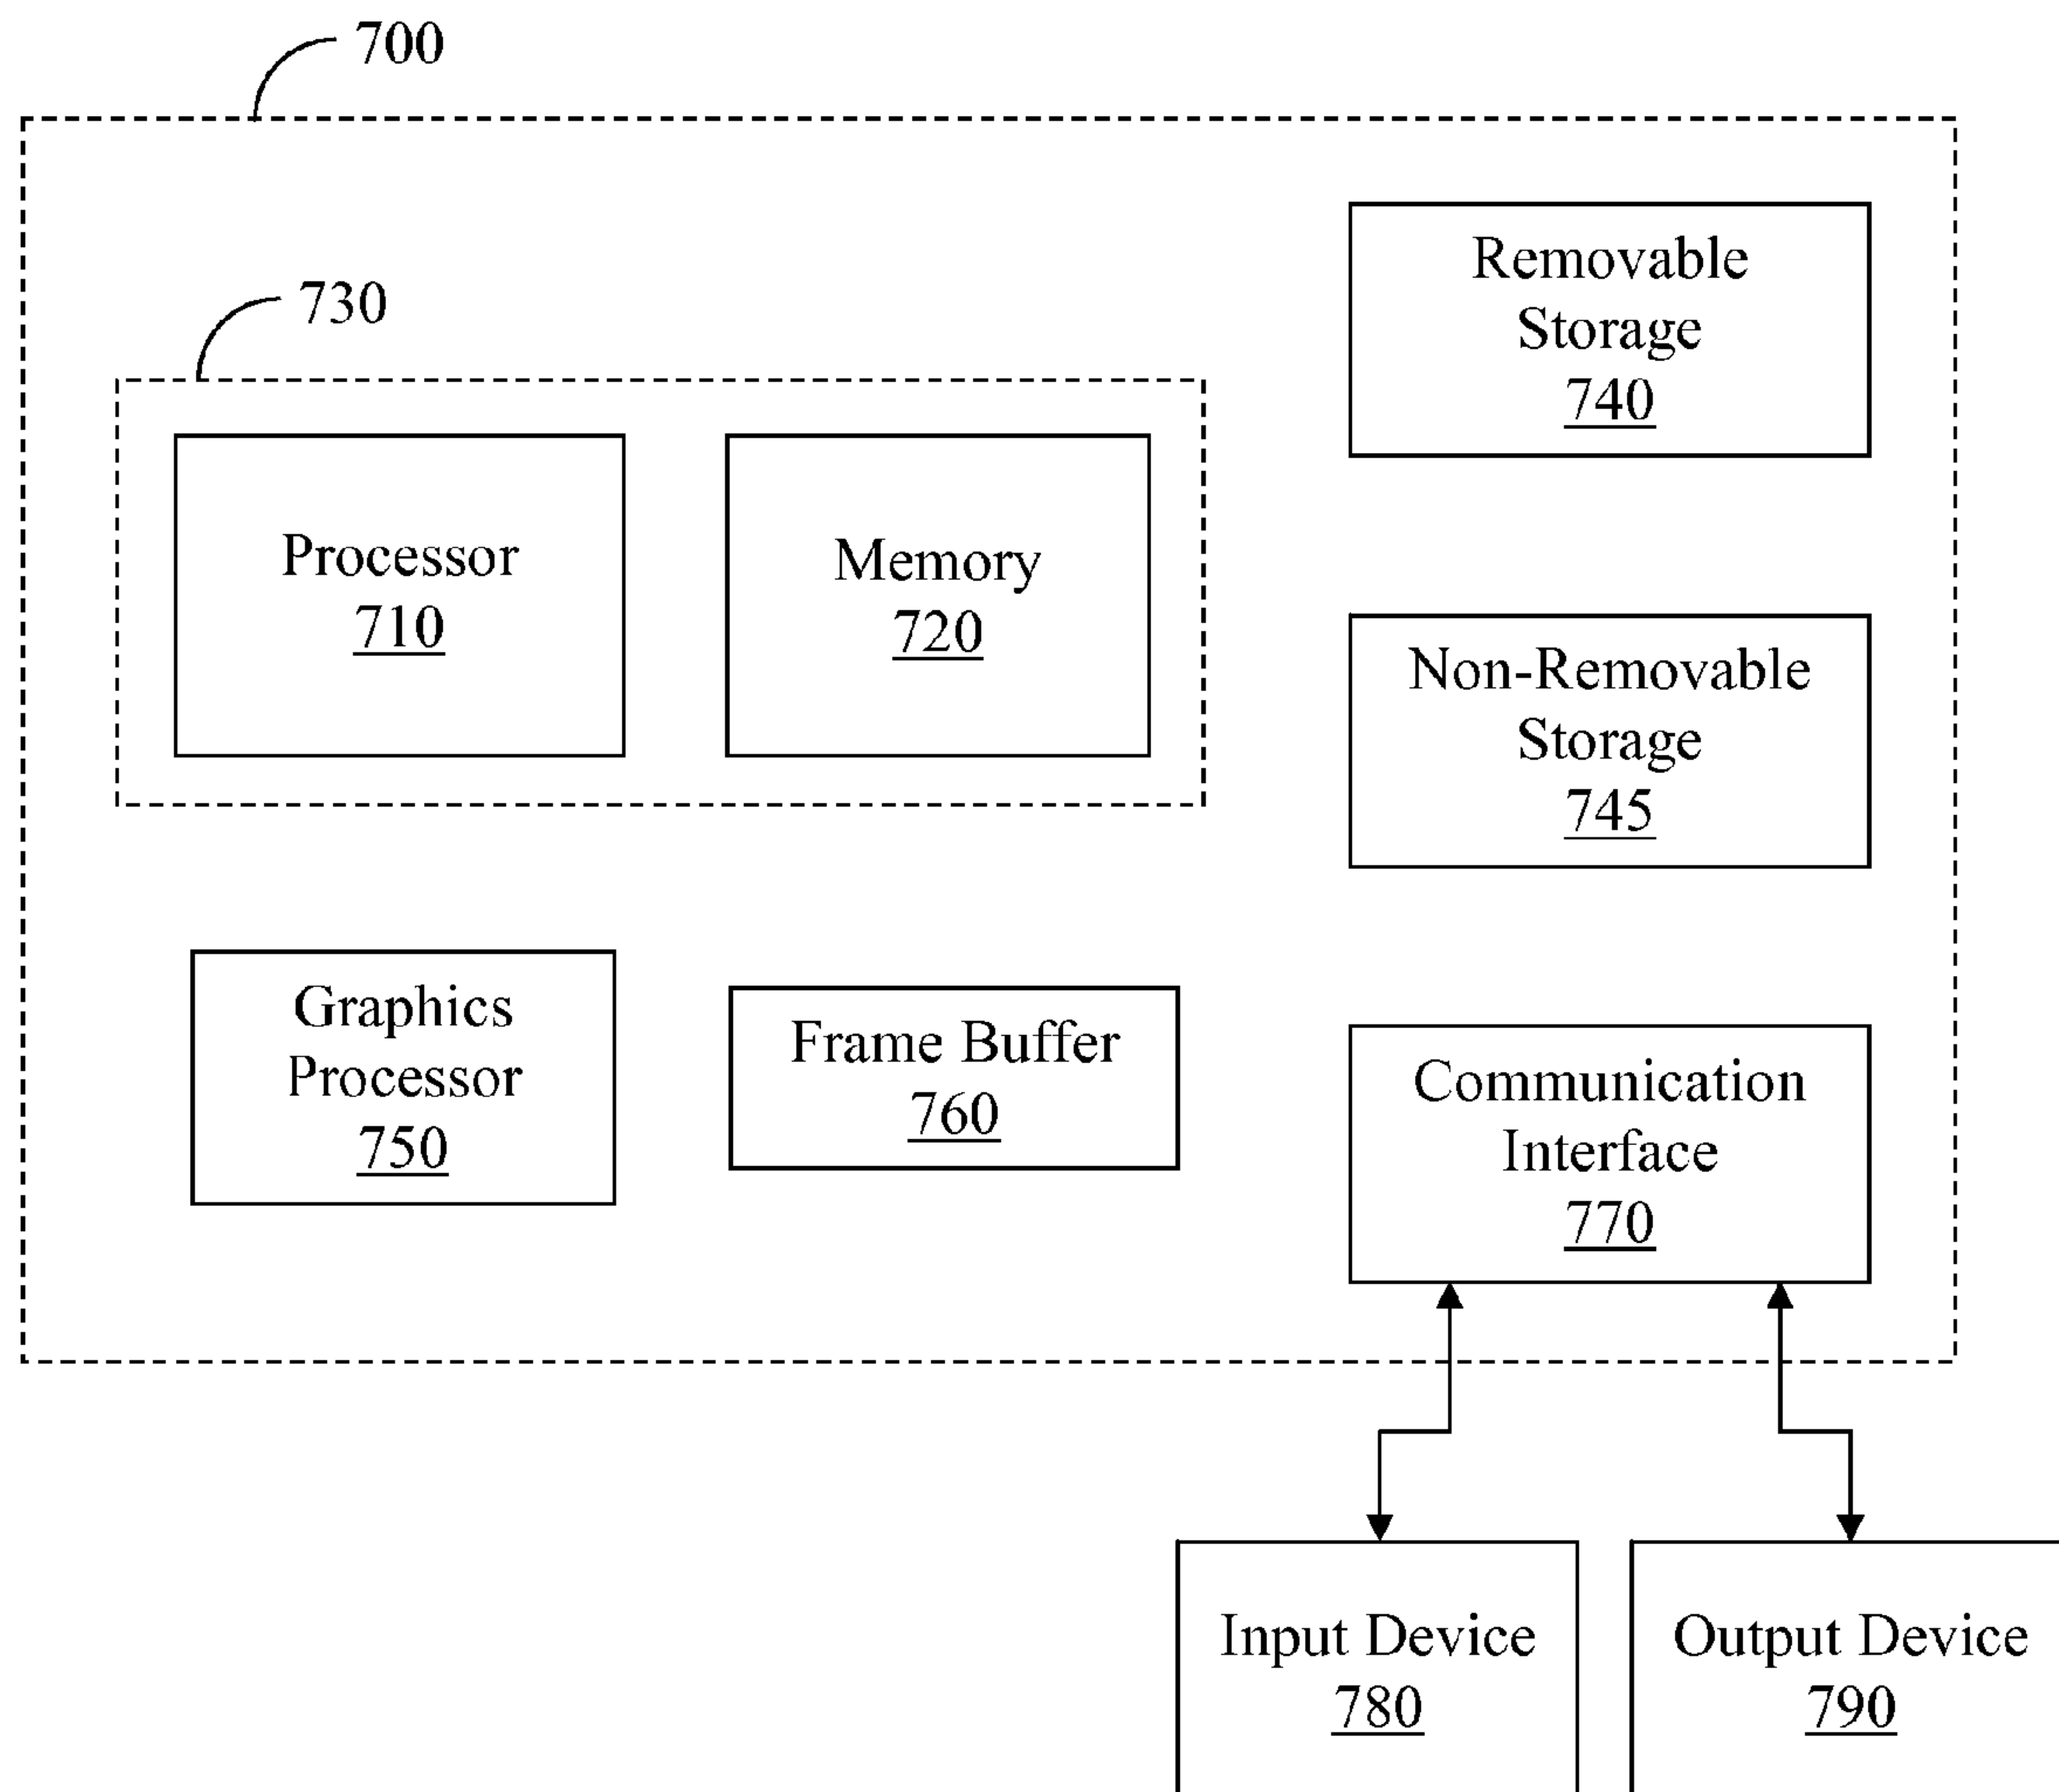 700
730
Processor
710
Memory
720
Removable
Storage
740
Non-Removable
Storage
745
Graphics
Processor
750
Frame Buffer
760
Communication
Interface
770
Input Device
780
Output Device
790